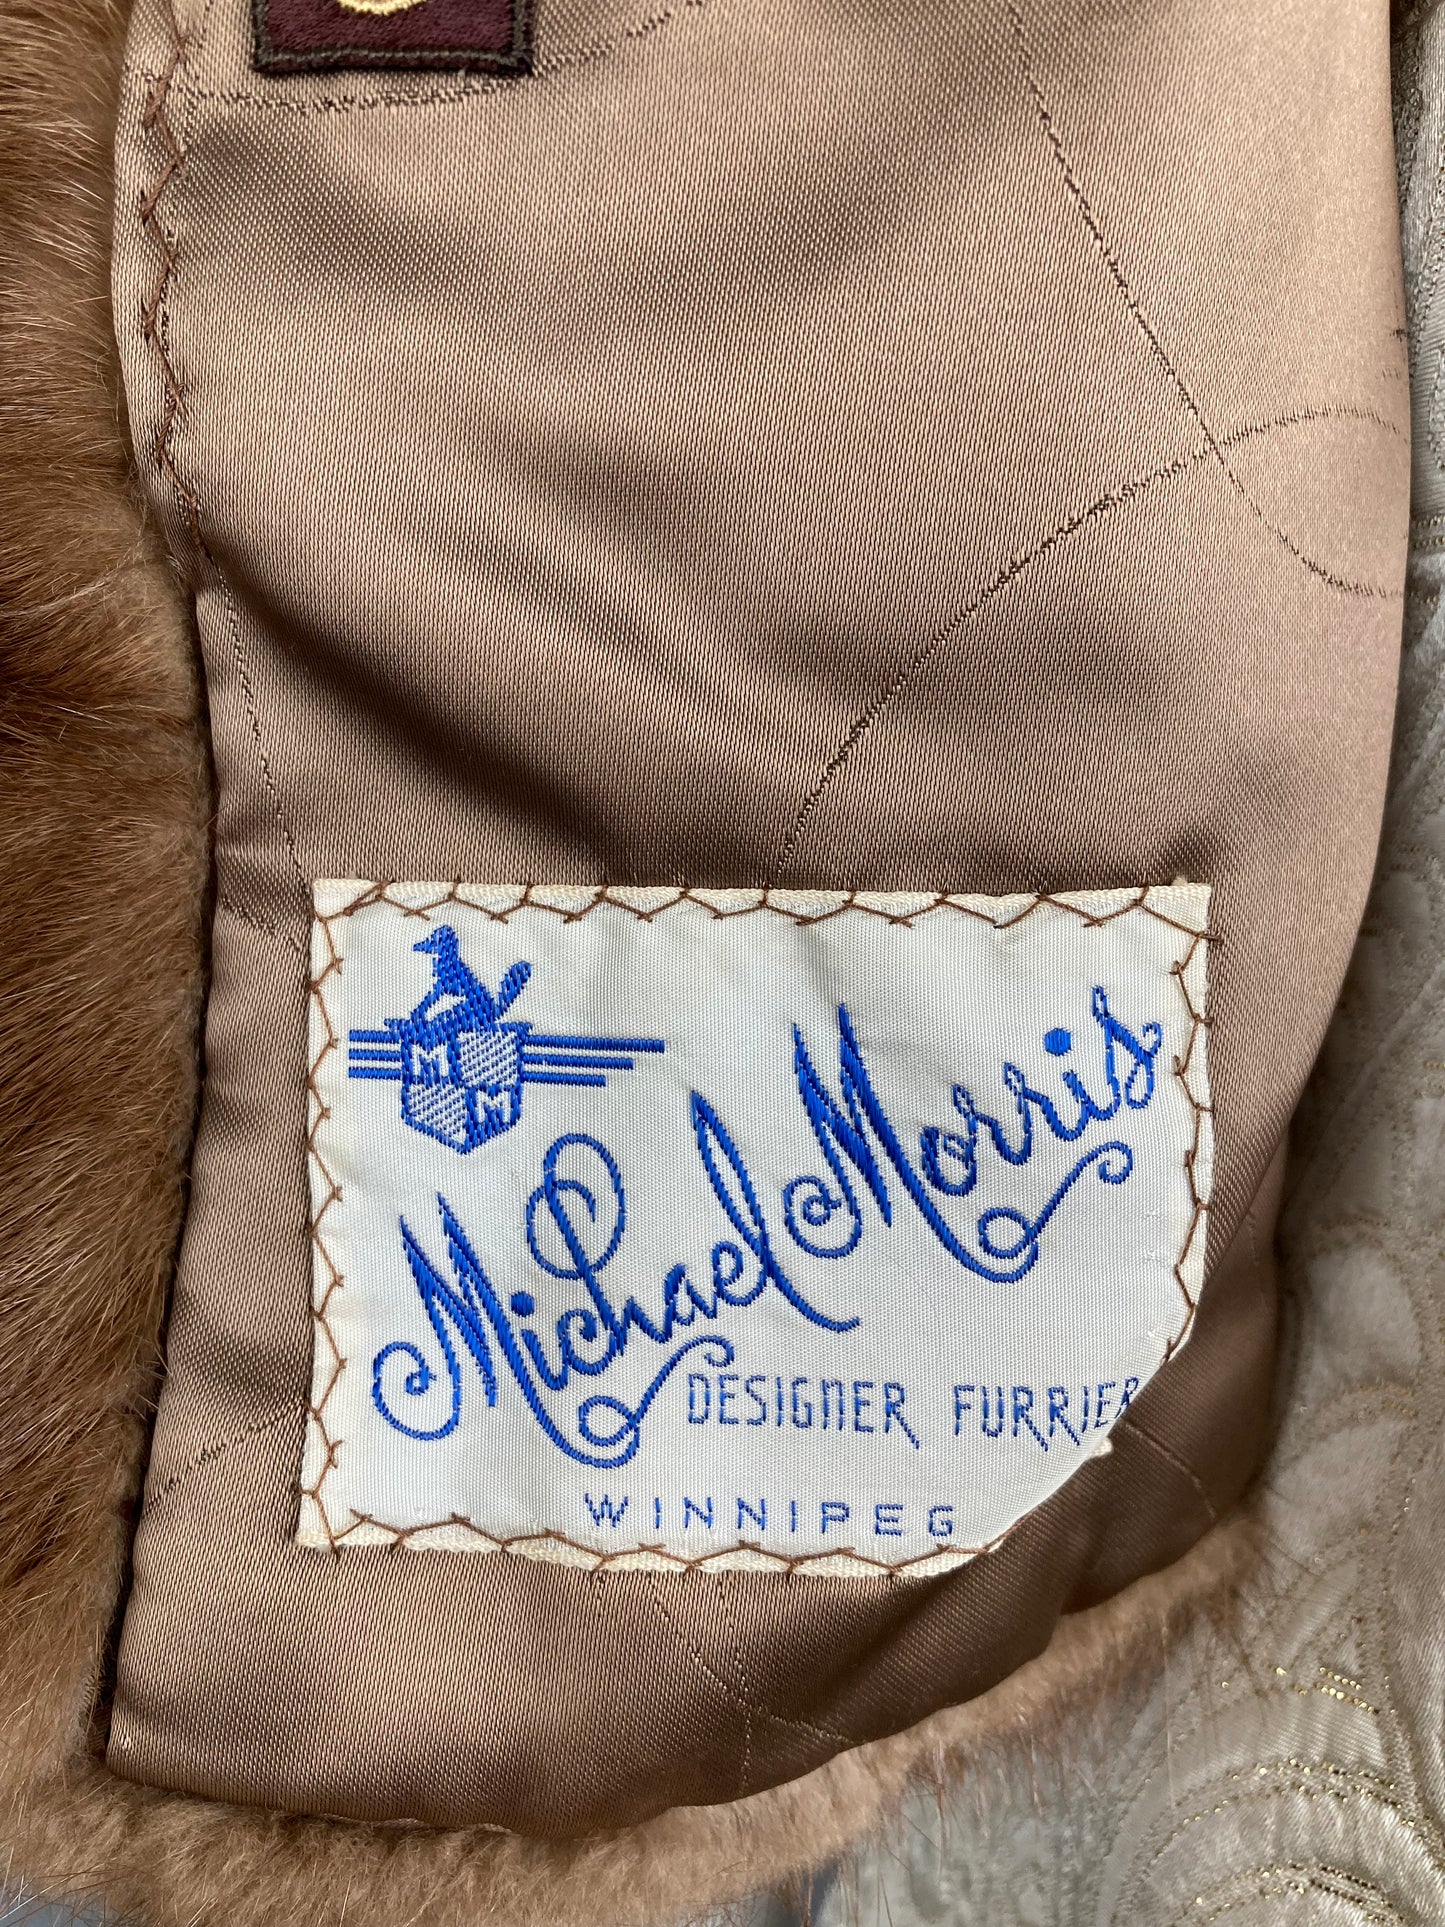 M
M
Michael Morris
DESIGNER FURRIER
WINNIPEG